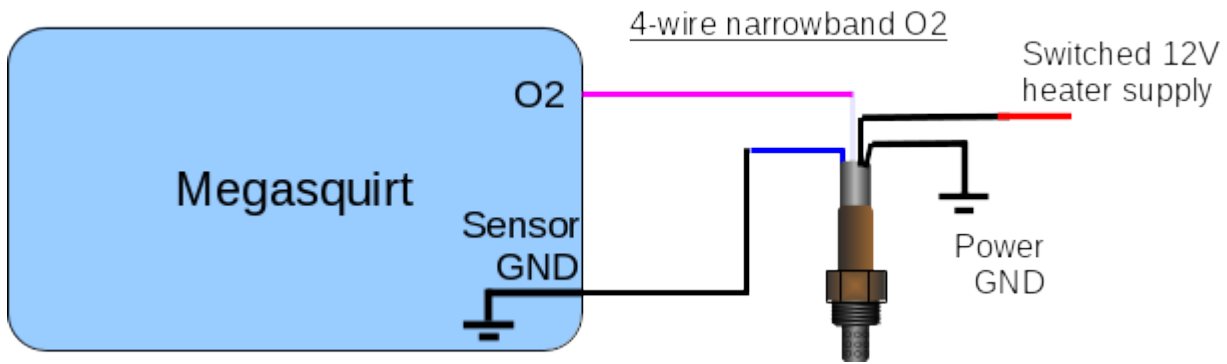 4-wire narrowband O2
Switched 12V
heater supply
O2
Megasquirt
Sensor
GND
Power
GND